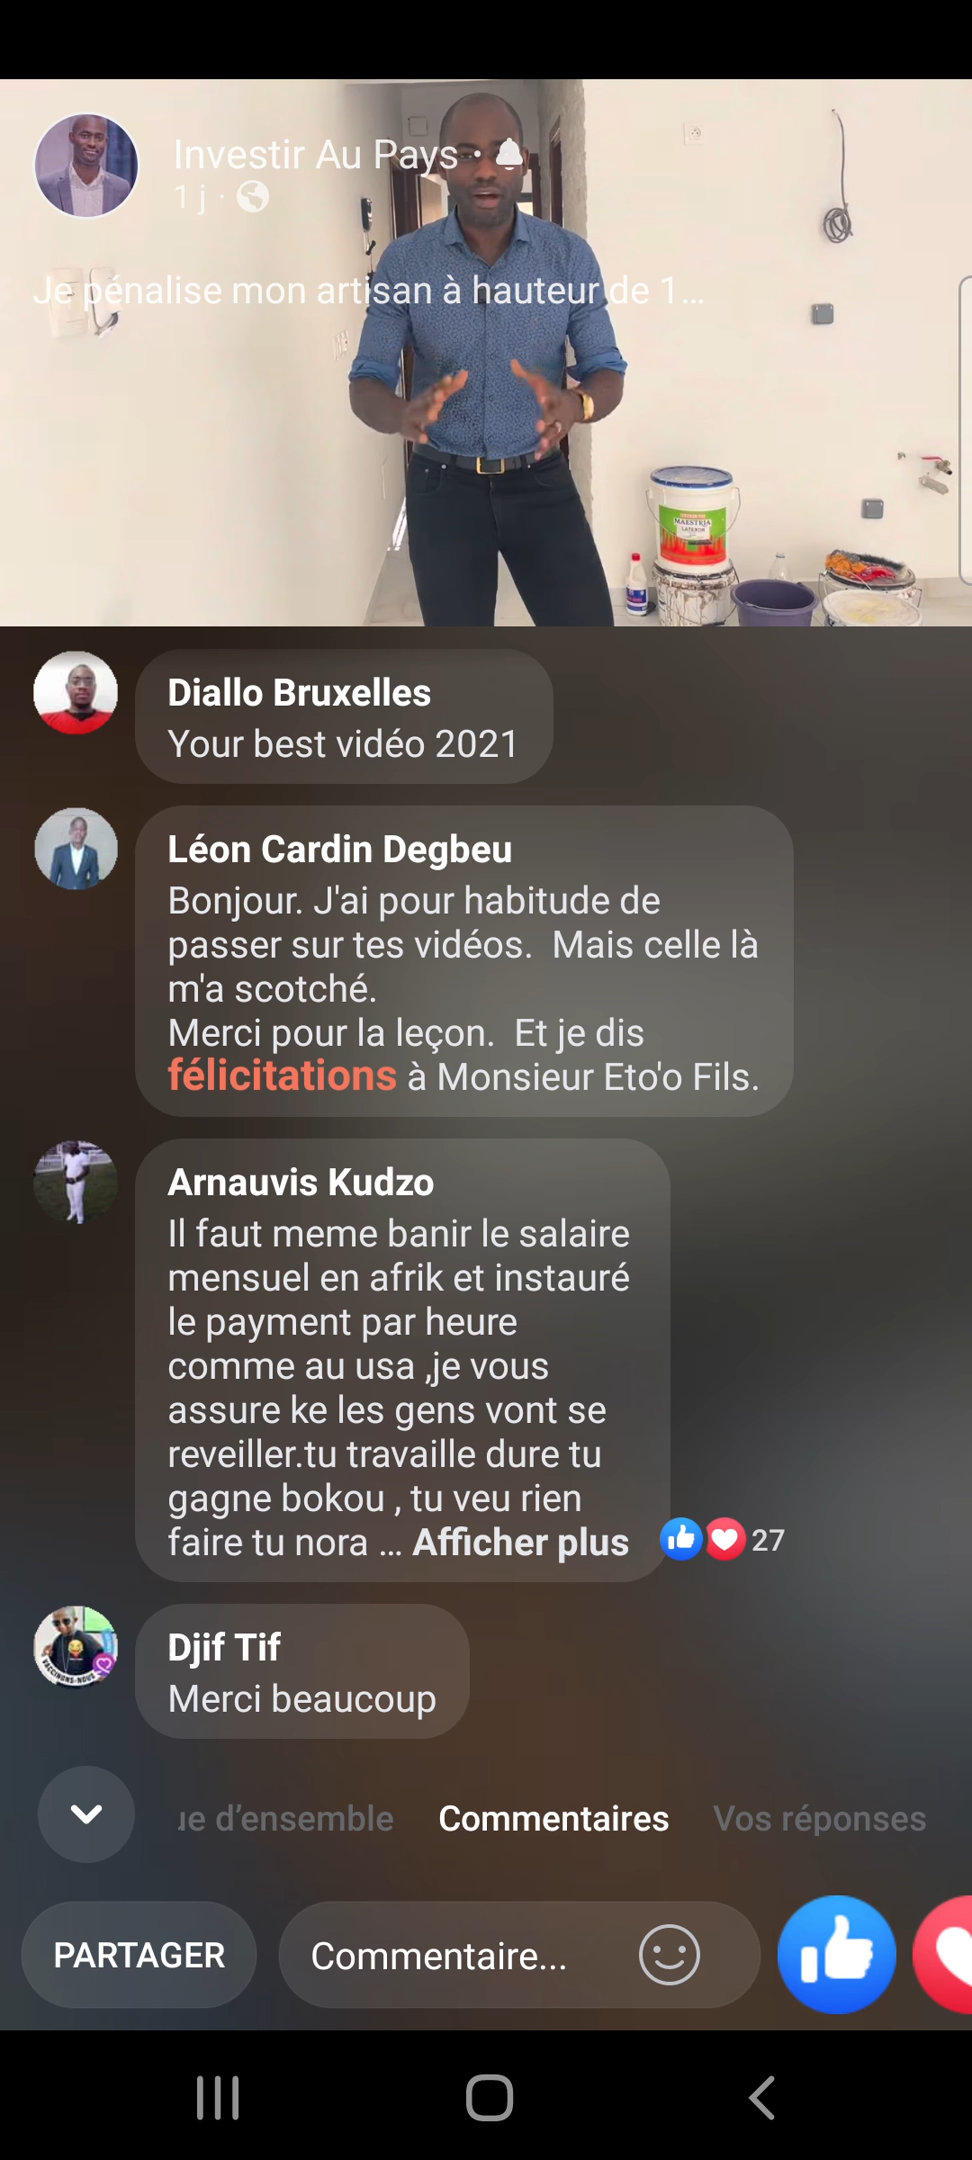 Investir Au Pays ·
1 j ·
Je pénalise mon artisan à hauteur de 1...
MAESTRIA
Diallo Bruxelles
Your best vidéo 2021
Léon Cardin Degbeu
Bonjour. J'ai pour habitude de
passer sur tes vidéos.  Mais celle là
m'a scotché.
Merci pour la leçon.  Et je dis
félicitations à Monsieur Eto'o Fils.
Arnauvis Kudzo
Il faut meme banir le salaire
mensuel en afrik et instauré
le payment par heure
comme au usa ,je vous
assure ke les gens vont se
reveiller.tu travaille dure tu
gagne bokou , tu veu rien
faire tu nora ... Afficher plus
27
VACCINONS-NOUS
Djif Tif
Merci beaucoup
ue d’ensemble Commentaires Vos réponses
PARTAGER Commentaire...